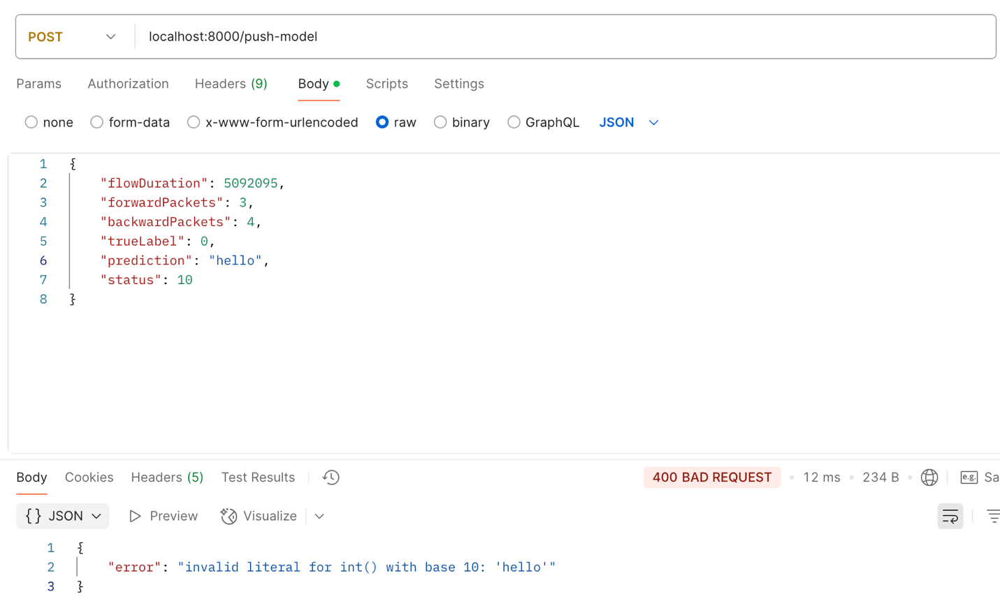 POST localhost:8000/push-model
Params Authorization Headers (9) Body Scripts Settings
none form-data x-www-form-urlencoded raw binary GraphQL JSON
1 {
2 "flowDuration": 5092095,
3 "forwardPackets": 3,
4 "backwardPackets": 4,
5 "trueLabel": 0,
6 "prediction": "hello",
7 "status": 10
8 }
Body Cookies Headers (5) Test Results 400 BAD REQUEST • 12 ms • 234 B • e.g. Sa
{} JSON Preview Visualize
1 {
2 "error": "invalid literal for int() with base 10: 'hello'"
3 }